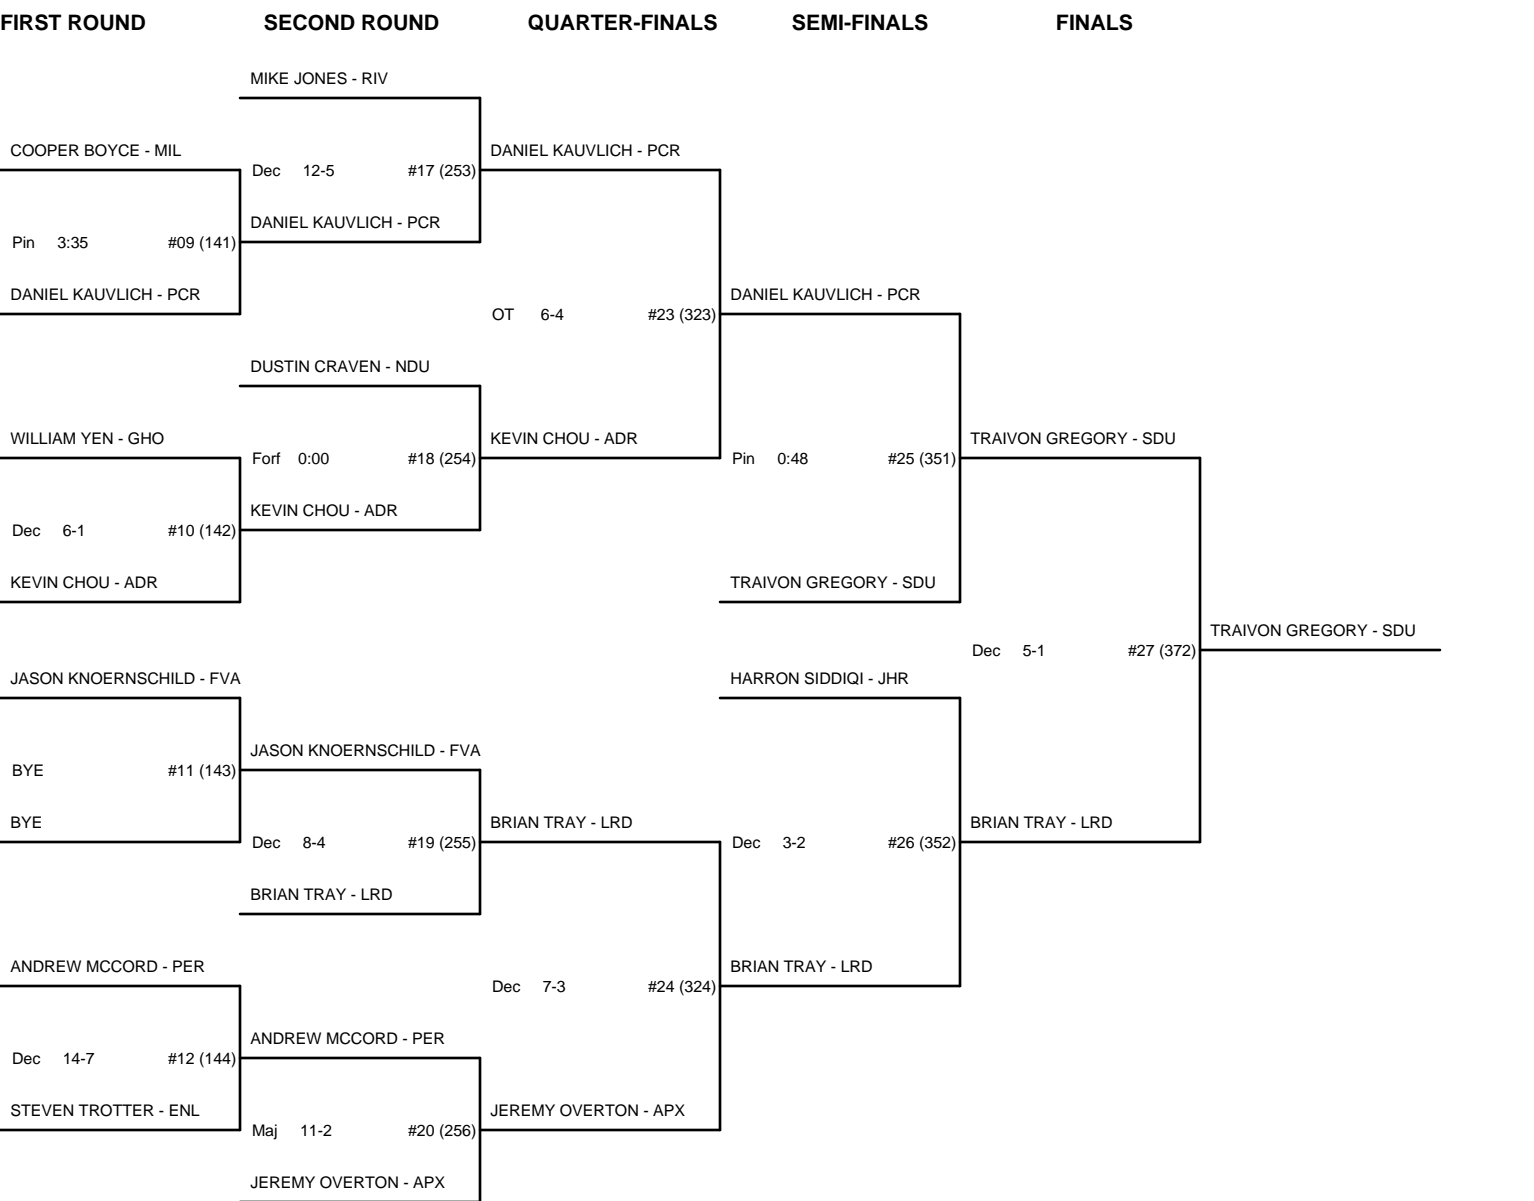 FIRST ROUND SECOND ROUND QUARTER-FINALS SEMI-FINALS FINALS
MIKE JONES - RIV
COOPER BOYCE - MIL DANIEL KAUVLICH - PCR
Dec 12-5 #17 (253)
DANIEL KAUVLICH - PCR
Pin 3:35 #09 (141)
DANIEL KAUVLICH - PCR DANIEL KAUVLICH - PCR
OT 6-4 #23 (323)
DUSTIN CRAVEN - NDU
WILLIAM YEN - GHO KEVIN CHOU - ADR TRAIVON GREGORY - SDU
Forf 0:00 #18 (254) Pin 0:48 #25 (351)
KEVIN CHOU - ADR
Dec 6-1 #10 (142)
KEVIN CHOU - ADR TRAIVON GREGORY - SDU
TRAIVON GREGORY - SDU
Dec 5-1 #27 (372)
JASON KNOERNSCHILD - FVA HARRON SIDDIQI - JHR
JASON KNOERNSCHILD - FVA
BYE #11 (143)
BYE BRIAN TRAY - LRD BRIAN TRAY - LRD
Dec 8-4 #19 (255) Dec 3-2 #26 (352)
BRIAN TRAY - LRD
ANDREW MCCORD - PER BRIAN TRAY - LRD
Dec 7-3 #24 (324)
ANDREW MCCORD - PER
Dec 14-7 #12 (144)
STEVEN TROTTER - ENL JEREMY OVERTON - APX
Maj 11-2 #20 (256)
JEREMY OVERTON - APX